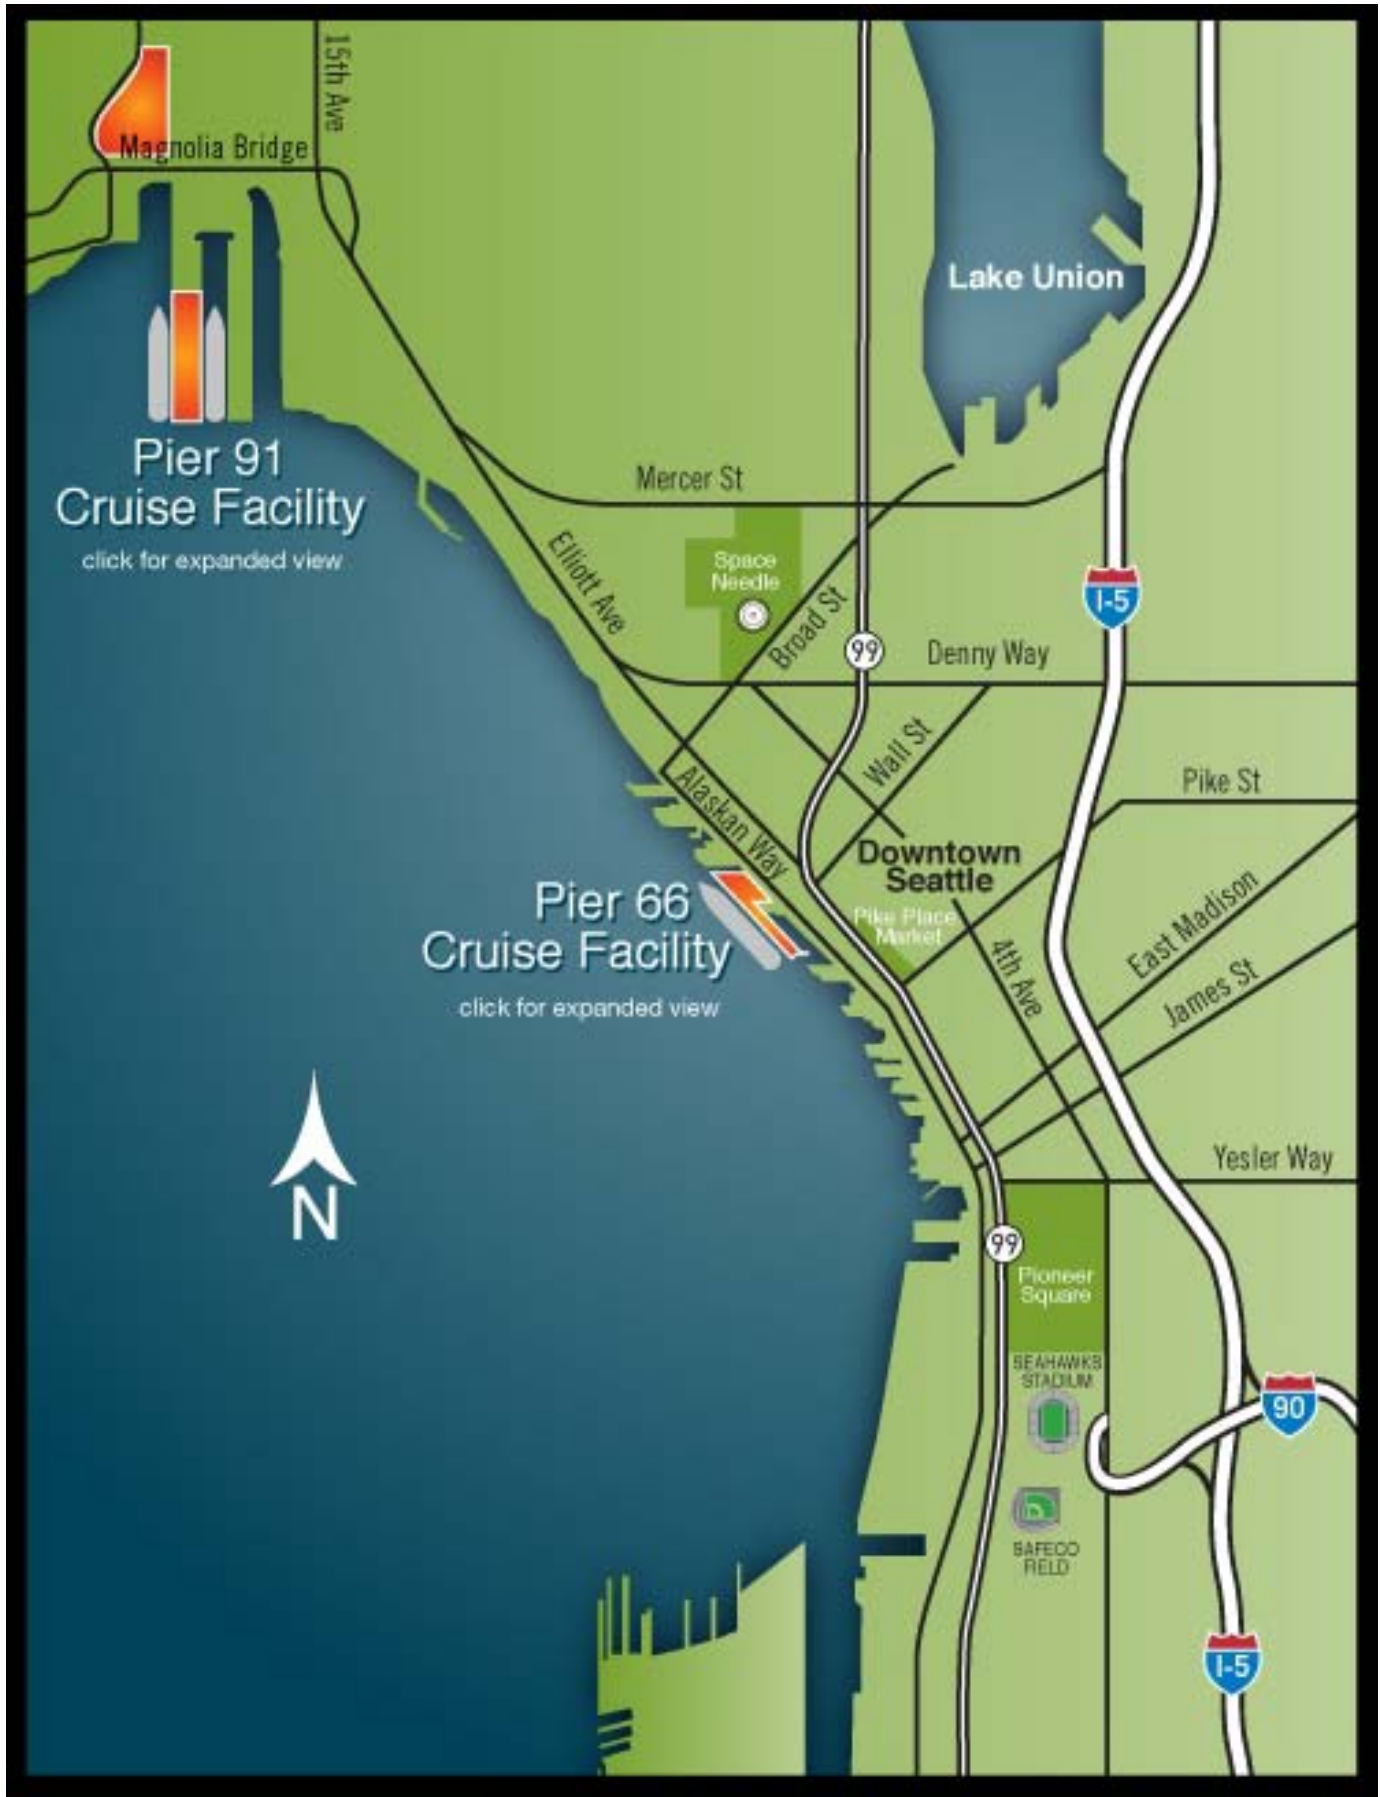 15th Ave
Magnolia Bridge
Lake Union
Pier 91
Cruise Facility
click for expanded view
Mercer St
Elliott Ave
Space
Needle
Broad St
99
Denny Way
I-5
Wall St
Pike St
Alaskan Way
Downtown
Seattle
Pier 66
Cruise Facility
click for expanded view
Pike Place
Market
4th Ave
East Madison
James St
N
Yesler Way
99
Pioneer
Square
SEAHAWKS
STADIUM
90
SAFECO
FIELD
I-5